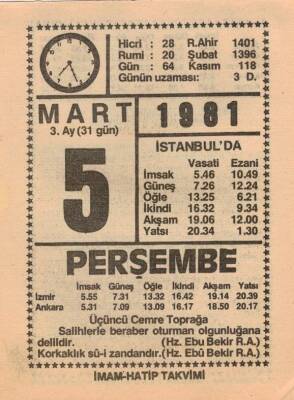 Hicri : 28 R.Ahir 1401
Rumi : 20 Şubat 1396
Gün : 64 Kasım 118
Günün uzaması: 3 D.
MART
3. Ay (31 gün)
1981
5
İSTANBUL'DA
Vasati Ezani
İmsak 5.46 10.49
Güneş 7.26 12.24
Öğle 13.25 6.21
İkindi 16.32 9.34
Akşam 19.06 12.00
Yatsı 20.34 1.30
PERŞEMBE
İmsak Güneş Öğle İkindi Akşam Yatsı
İzmir 5.55 7.31 13.32 16.42 19.14 20.39
Ankara 5.31 7.09 13.09 16.17 18.50 20.17
Üçüncü Cemre Toprağa
Salihlerle beraber oturman olgunluğana
delildir. (Hz. Ebu Bekir R.A.)
Korkaklık sû-i zandandır.(Hz. Ebû Bekir R.A.)
İMAM-HATİP TAKVİMİ